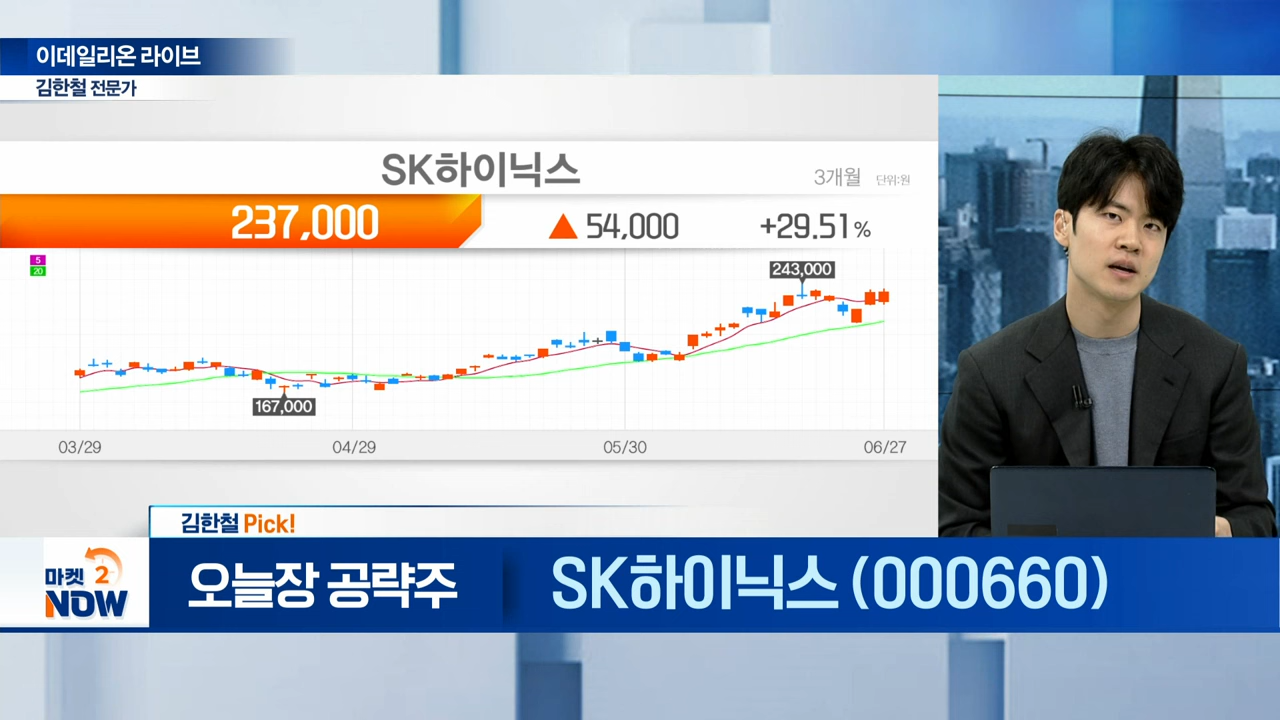 이데일리온 라이브
김한철 전문가
SK하이닉스
3개월 단위:원
237,000 ▲ 54,000 +29.51%
5
20
243,000
167,000
03/29 04/29 05/30 06/27
김한철 Pick!
마켓 2
NOW
오늘장 공략주 SK하이닉스 (000660)